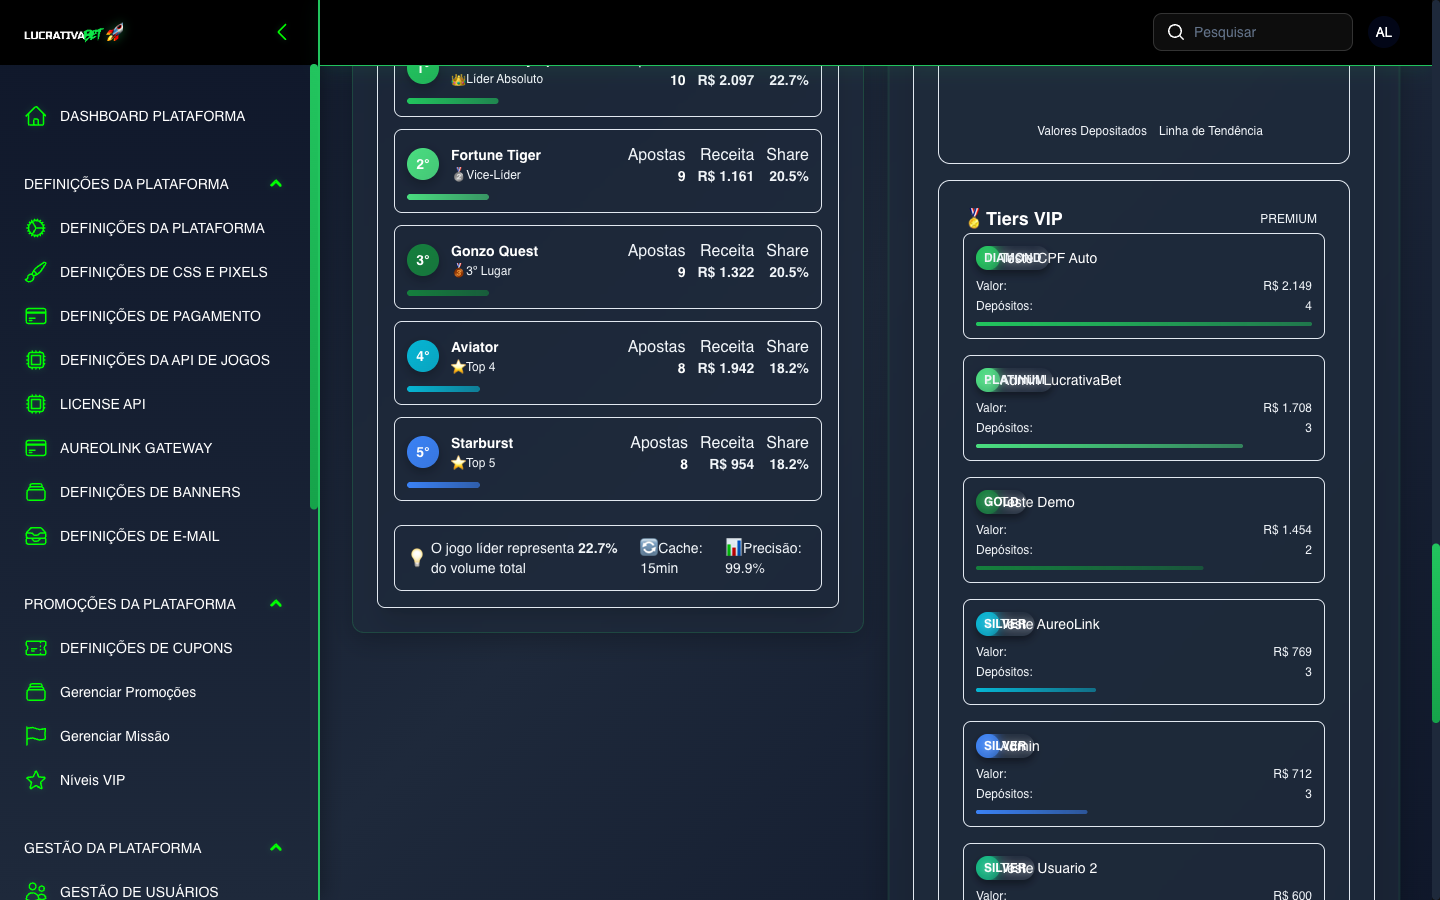 LUCRATIVABET
Pesquisar
AL
DASHBOARD PLATAFORMA
DEFINIÇÕES DA PLATAFORMA
DEFINIÇÕES DA PLATAFORMA
DEFINIÇÕES DE CSS E PIXELS
DEFINIÇÕES DE PAGAMENTO
DEFINIÇÕES DA API DE JOGOS
LICENSE API
AUREOLINK GATEWAY
DEFINIÇÕES DE BANNERS
DEFINIÇÕES DE E-MAIL
PROMOÇÕES DA PLATAFORMA
DEFINIÇÕES DE CUPONS
Gerenciar Promoções
Gerenciar Missão
Níveis VIP
GESTÃO DA PLATAFORMA
GESTÃO DE USUÁRIOS
1°
Líder Absoluto
10 R$ 2.097 22.7%
2°
Fortune Tiger
Vice-Líder
Apostas Receita Share
9 R$ 1.161 20.5%
3°
Gonzo Quest
3° Lugar
Apostas Receita Share
9 R$ 1.322 20.5%
4°
Aviator
Top 4
Apostas Receita Share
8 R$ 1.942 18.2%
5°
Starburst
Top 5
Apostas Receita Share
8 R$ 954 18.2%
O jogo líder representa 22.7%
do volume total
Cache:
15min
Precisão:
99.9%
Valores Depositados Linha de Tendência
Tiers VIP
PREMIUM
DIAMOND Teste CPF Auto
Valor: R$ 2.149
Depósitos: 4
PLATINUM Admin LucrativaBet
Valor: R$ 1.708
Depósitos: 3
GOLD Teste Demo
Valor: R$ 1.454
Depósitos: 2
SILVER Teste AureoLink
Valor: R$ 769
Depósitos: 3
SILVER Admin
Valor: R$ 712
Depósitos: 3
SILVER Teste Usuario 2
Valor: R$ 600